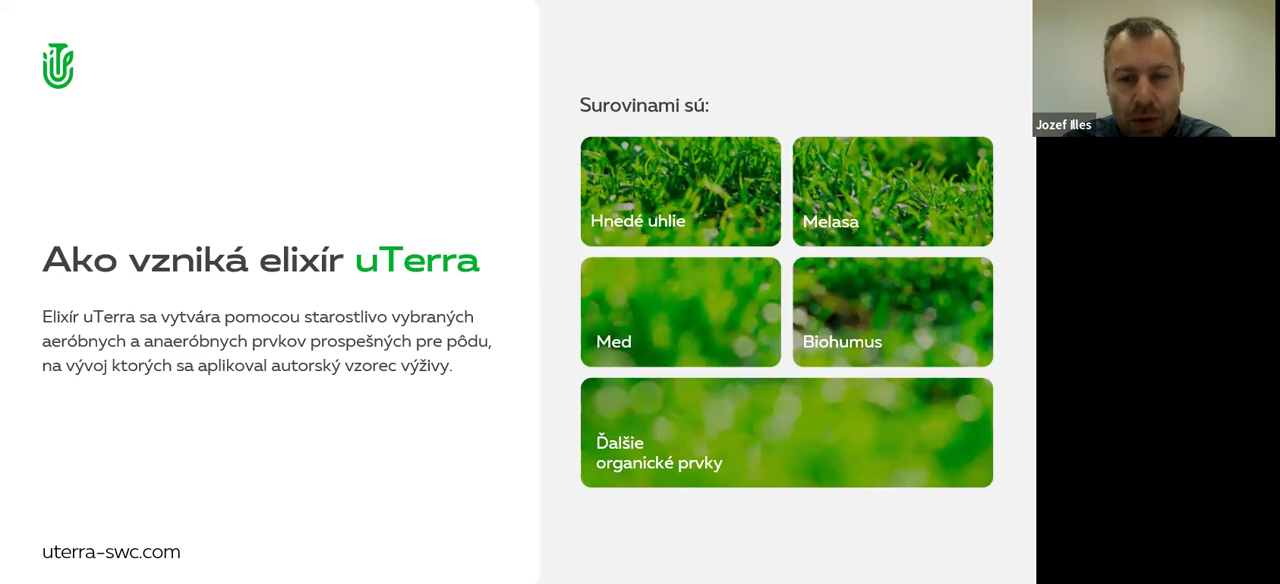 Ako vzniká elixír uTerra
Elixír uTerra sa vytvára pomocou starostlivo vybraných
aeróbnych a anaeróbnych prvkov prospešných pre pôdu,
na vývoj ktorých sa aplikoval autorský vzorec výživy.
uterra-swc.com
Surovinami sú:
Hnedé uhlie
Melasa
Med
Biohumus
Ďalšie
organické prvky
Jozef Illes